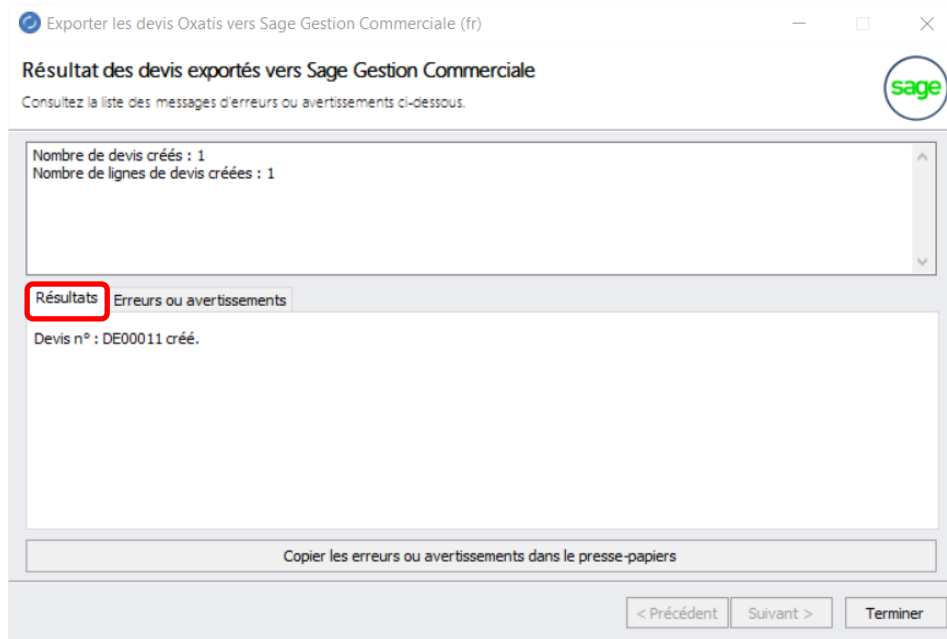 Exporter les devis Oxatis vers Sage Gestion Commerciale (fr)
Résultat des devis exportés vers Sage Gestion Commerciale
Consultez la liste des messages d'erreurs ou avertissements ci-dessous.
sage
Nombre de devis créés : 1
Nombre de lignes de devis créées : 1
Résultats
Erreurs ou avertissements
Devis n° : DE00011 créé.
Copier les erreurs ou avertissements dans le presse-papiers
< Précédent
Suivant >
Terminer